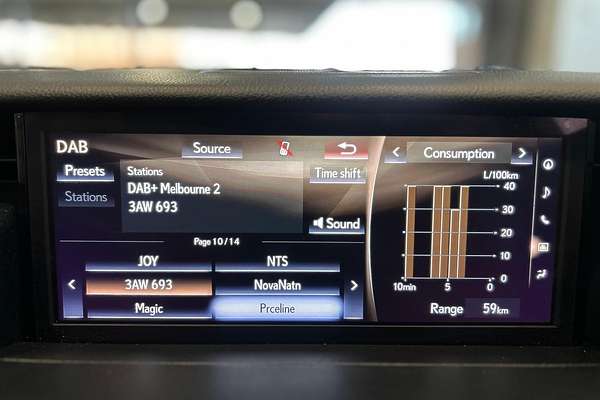 DAB
Source
Presets
Stations
Stations
DAB+ Melbourne 2
3AW 693
Time shift
Sound
Page 10/14
JOY
NTS
3AW 693
NovaNatn
Magic
Prceline
Consumption
L/100km
40
30
20
10
0
10min
5
0
Range
59km